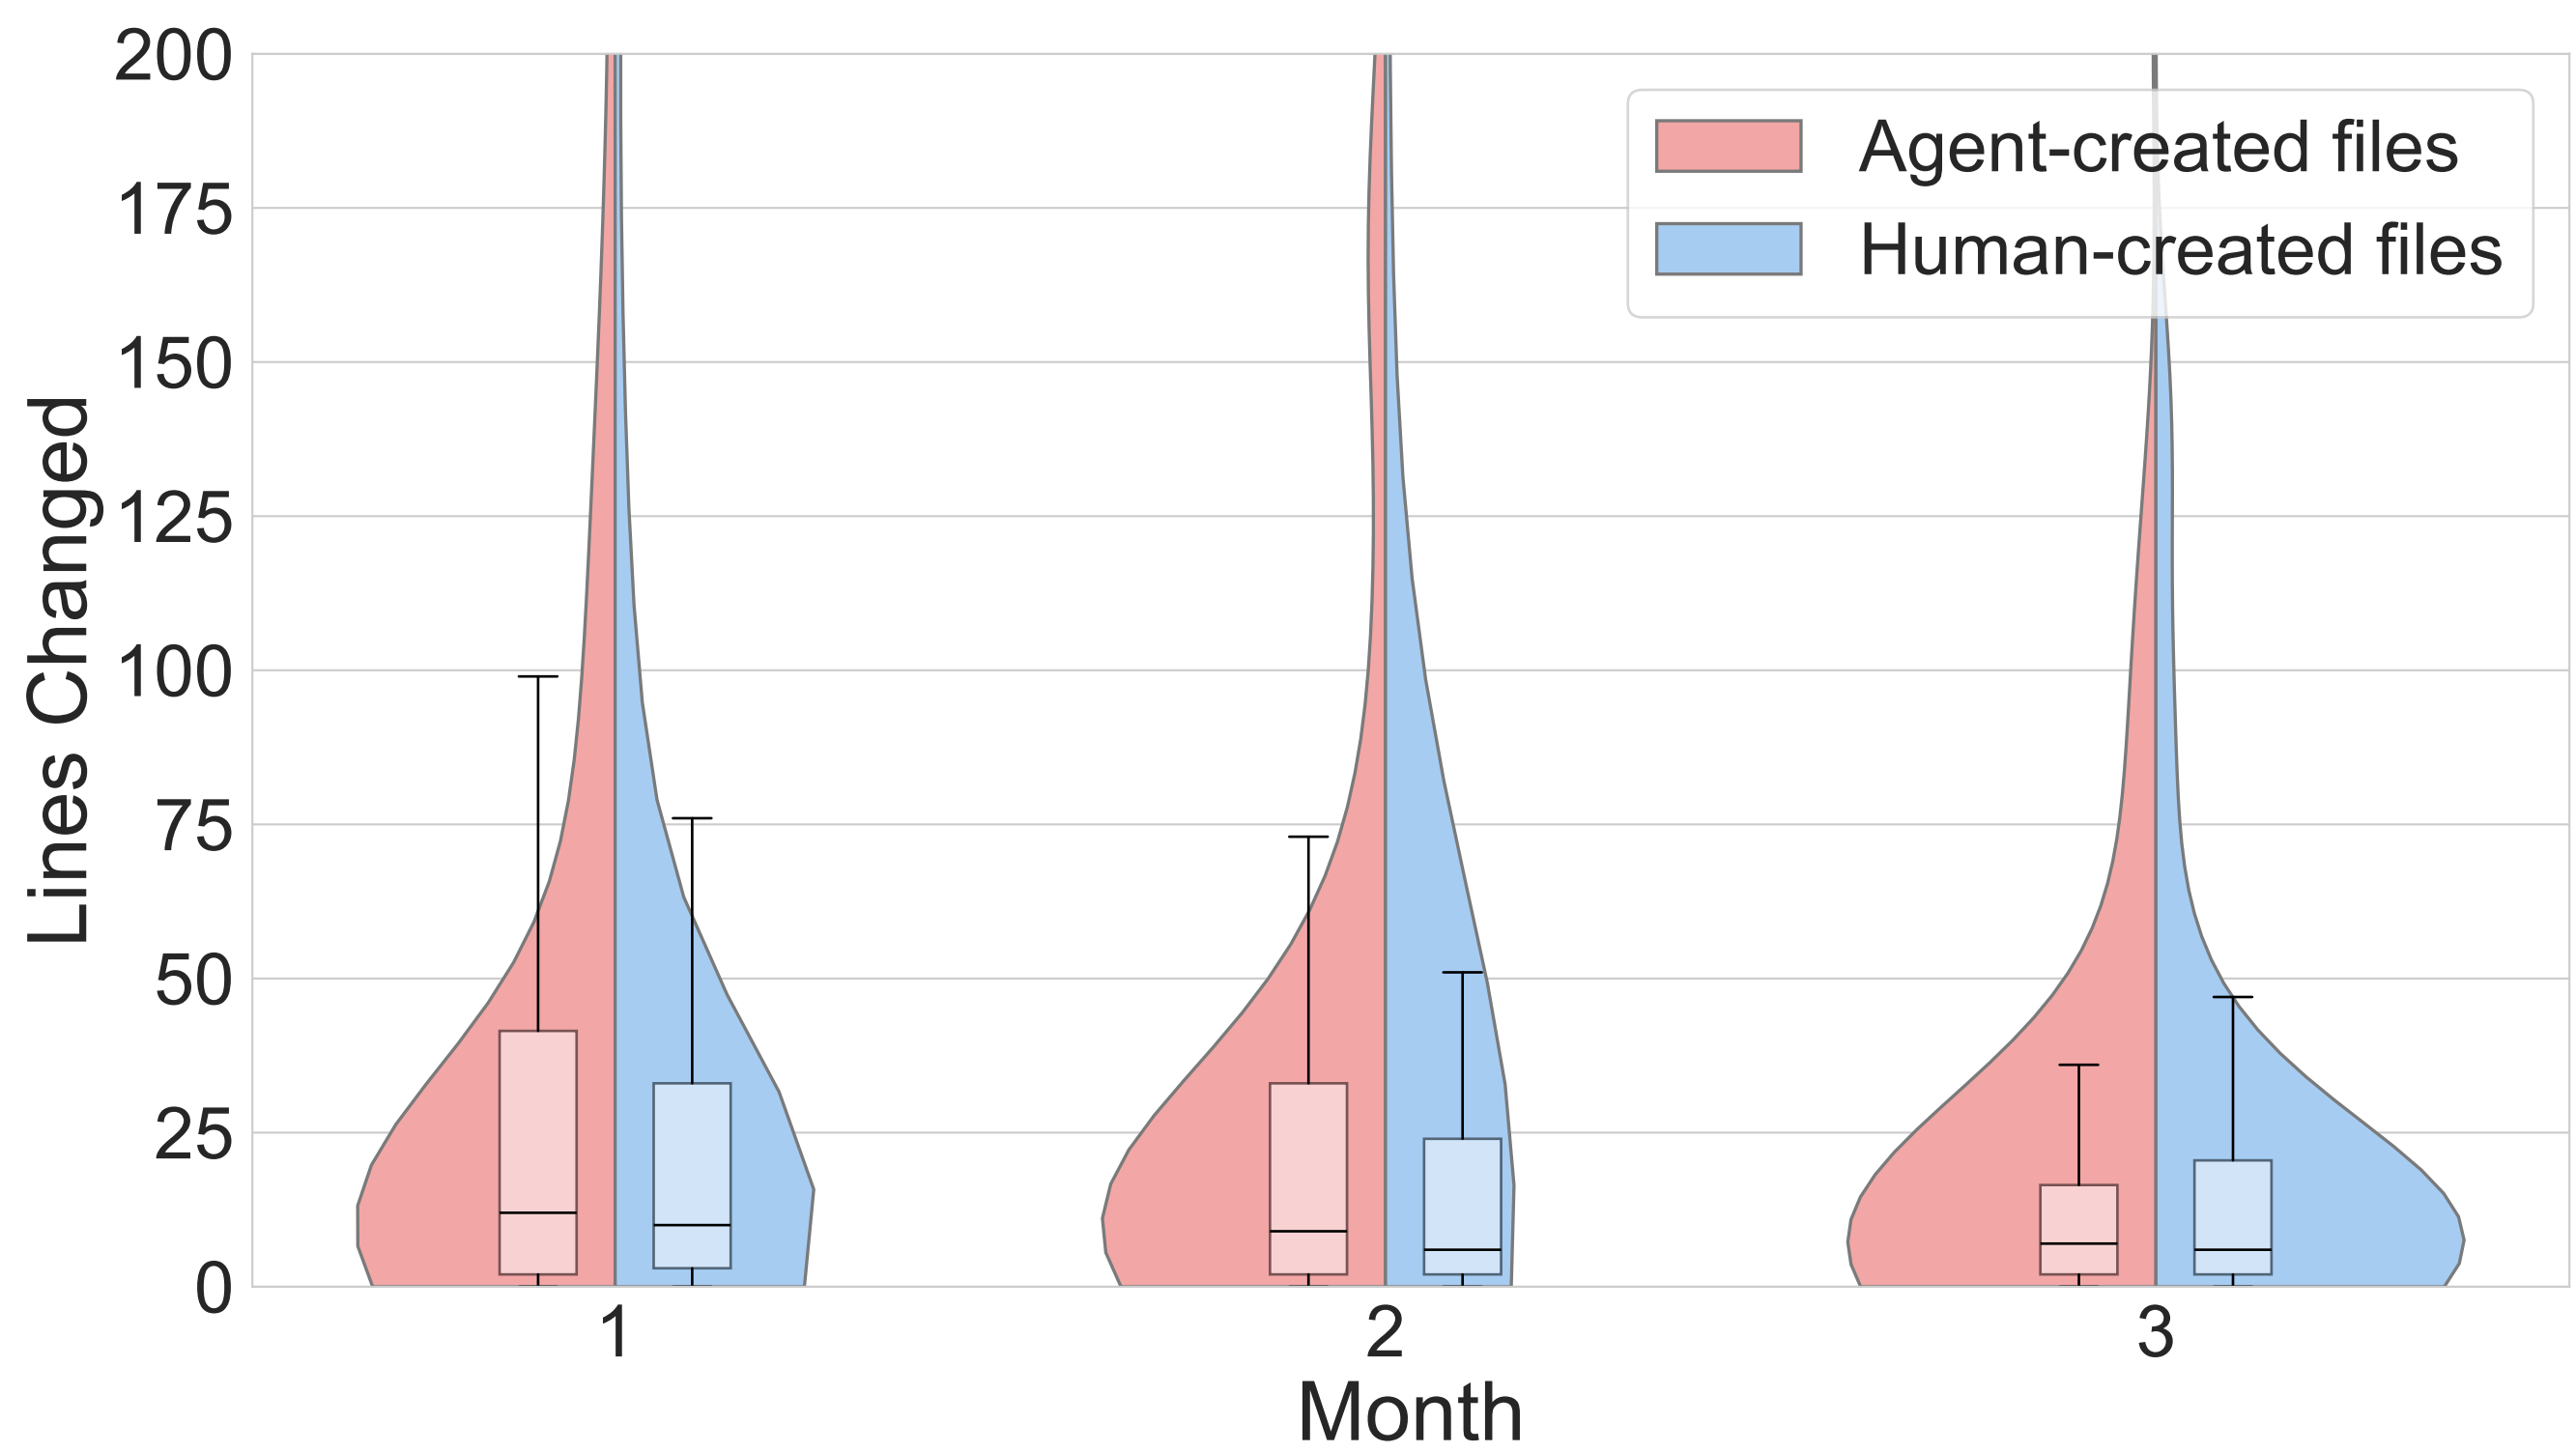 200
175
150
125
100
75
50
25
0
Lines Changed
Agent-created files
Human-created files
1 2 3
Month